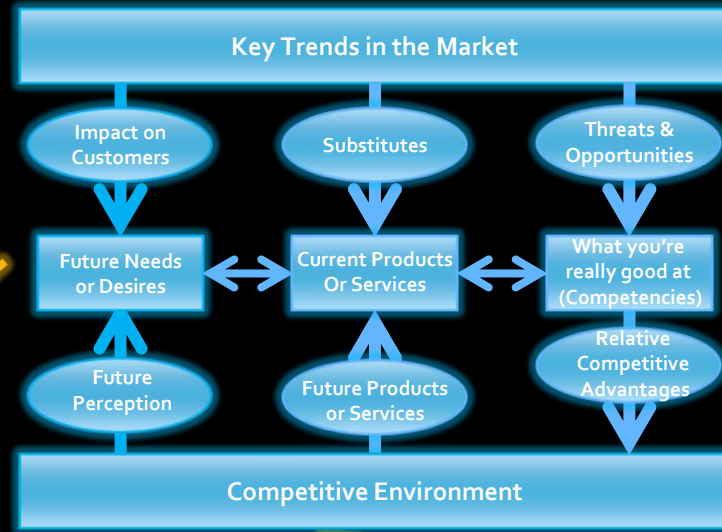 Key Trends in the Market
Impact on
Customers
Substitutes
Threats &
Opportunities
Future Needs
or Desires
Current Products
Or Services
What you're
really good at
(Competencies)
Future
Perception
Future Products
or Services
Relative
Competitive
Advantages
Competitive Environment